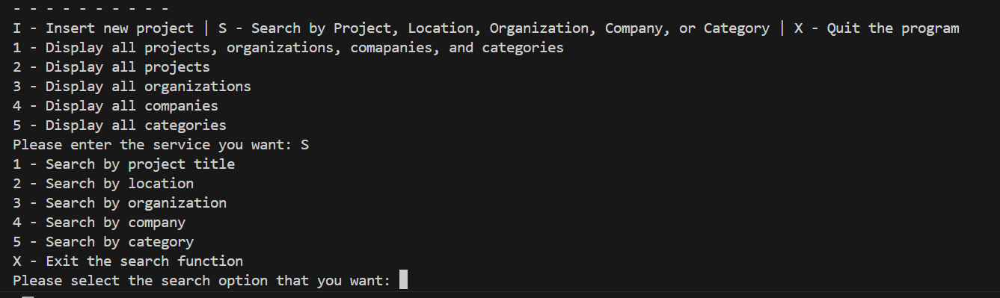 - - - - - - - - - -
I - Insert new project | S - Search by Project, Location, Organization, Company, or Category | X - Quit the program
1 - Display all projects, organizations, comapanies, and categories
2 - Display all projects
3 - Display all organizations
4 - Display all companies
5 - Display all categories
Please enter the service you want: S
1 - Search by project title
2 - Search by location
3 - Search by organization
4 - Search by company
5 - Search by category
X - Exit the search function
Please select the search option that you want: